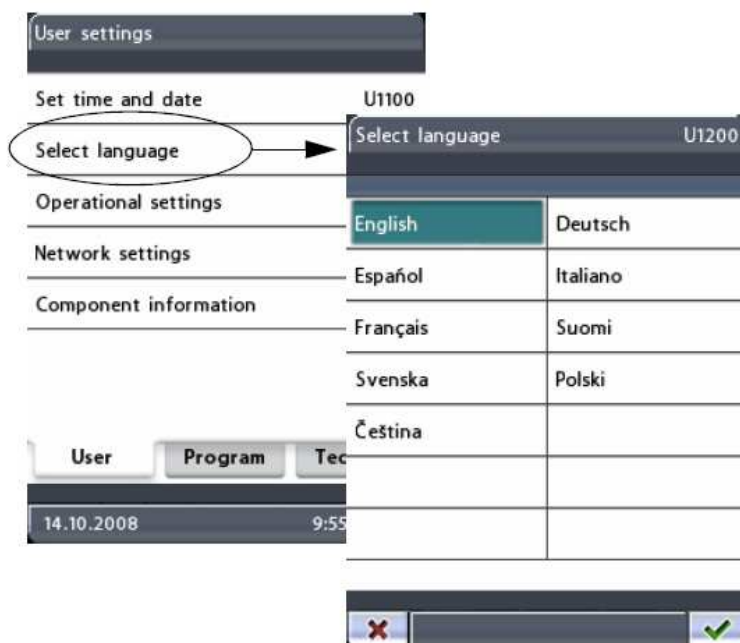 User settings
Set time and date U1100
Select language
Operational settings
Network settings
Component information
User Program Tec
14.10.2008 9:55
Select language U1200
English Deutsch
Español Italiano
Français Suomi
Svenska Polski
Čeština